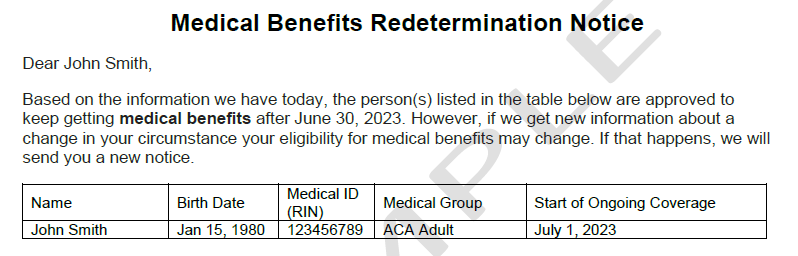 Medical Benefits Redetermination Notice
Dear John Smith,
Based on the information we have today, the person(s) listed in the table below are approved to
keep getting medical benefits after June 30, 2023. However, if we get new information about a
change in your circumstance your eligibility for medical benefits may change. If that happens, we will
send you a new notice.
Name Birth Date Medical ID (RIN) Medical Group Start of Ongoing Coverage
John Smith Jan 15, 1980 123456789 ACA Adult July 1, 2023
MPLE